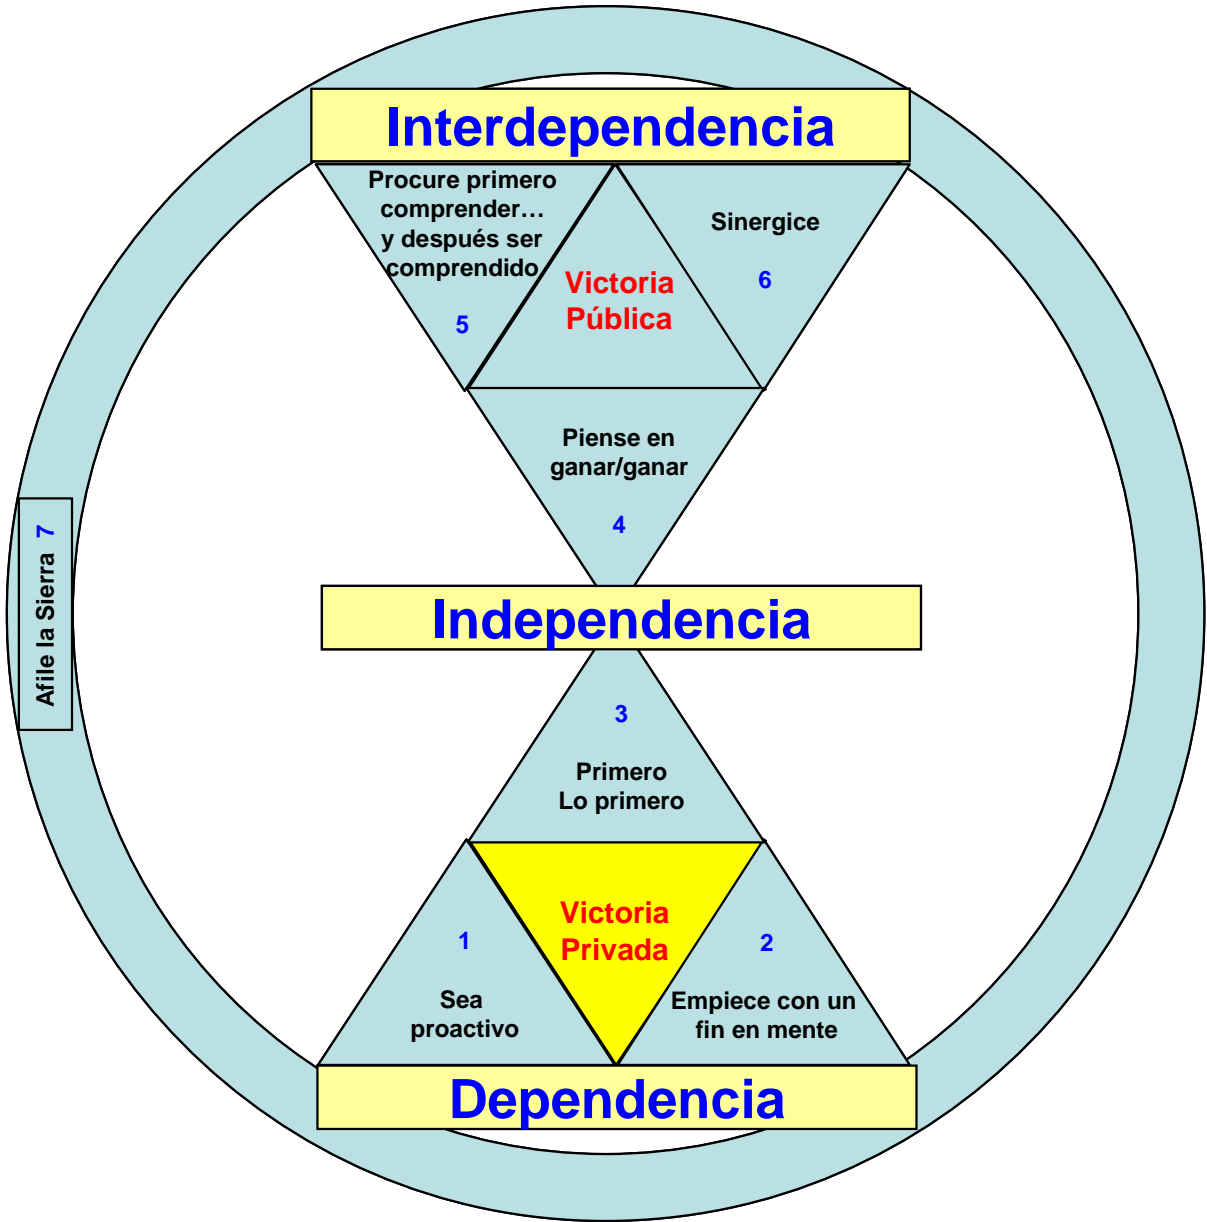 Interdependencia
Procure primero
comprender…
y después ser
comprendido
5
Victoria
Pública
Sinergice
6
Piense en
ganar/ganar
4
Afile la Sierra 7
Independencia
3
Primero
Lo primero
1
Sea
proactivo
Victoria
Privada
2
Empiece con un
fin en mente
Dependencia